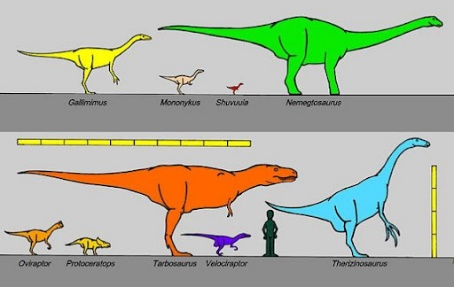 Gallimimus Mononykus Shuvuuia Nemegtosaurus
Oviraptor Protoceratops Tarbosaurus Velociraptor Therizinosaurus